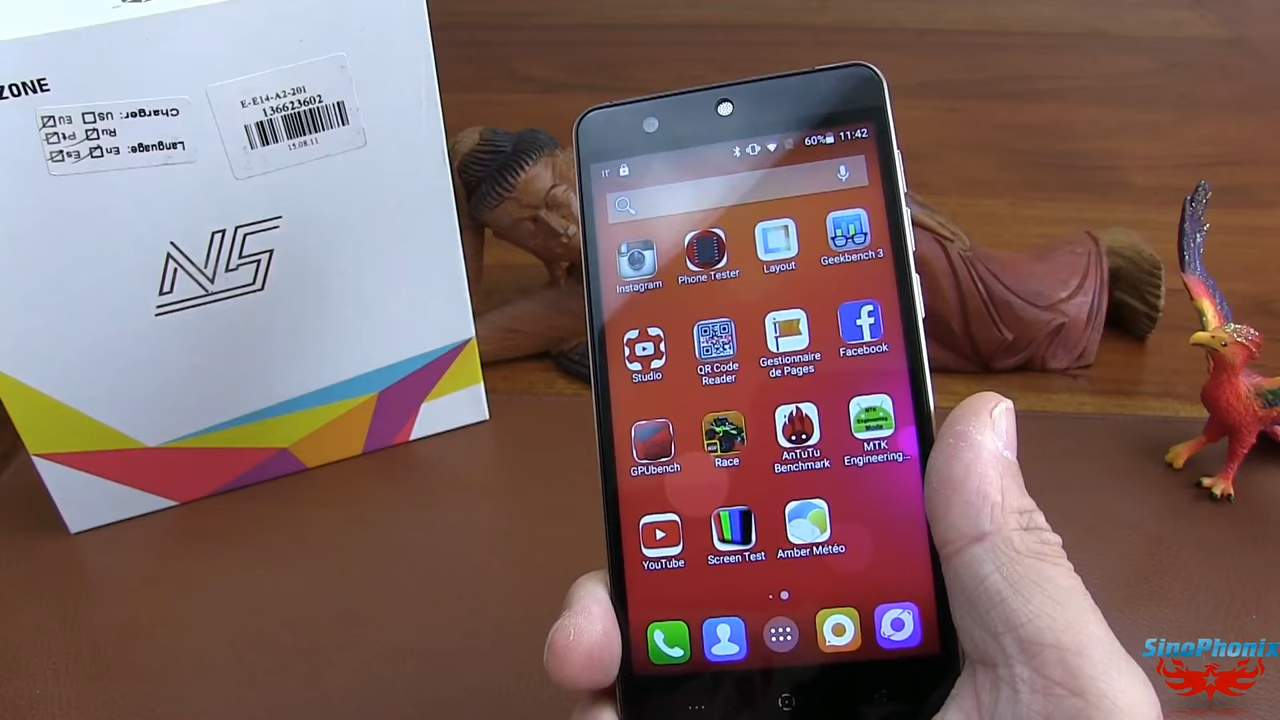 ZONE
Charger: US EU
Ru Pt
Language: En Es
E-E14-A2-201
136623602
15.08.11
N5
60% 11:42
Instagram
Phone Tester
Layout
Geekbench 3
Studio
QR Code
Reader
Gestionnaire
de Pages
Facebook
GPUbench
Race
AnTuTu
Benchmark
MTK
Engineering...
YouTube
Screen Test
Amber Météo
SinoPhonix